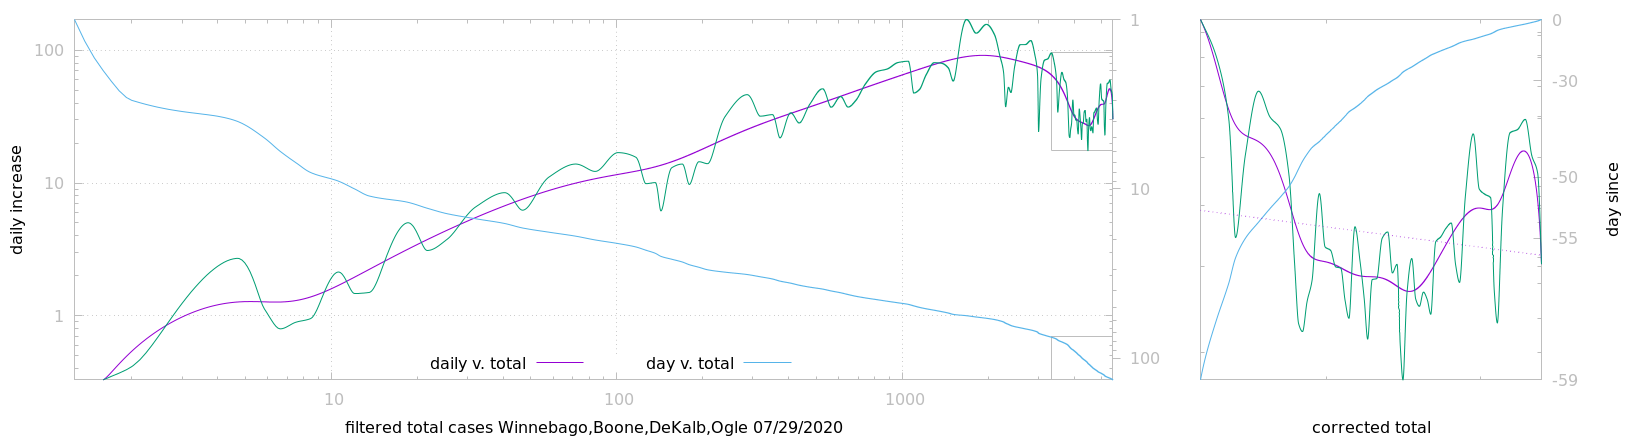 daily increase
100
10
1
daily v. total
day v. total
10
100
1000
filtered total cases Winnebago,Boone,DeKalb,Ogle 07/29/2020
1
10
100
0
-30
-50
-55
-59
day since
corrected total